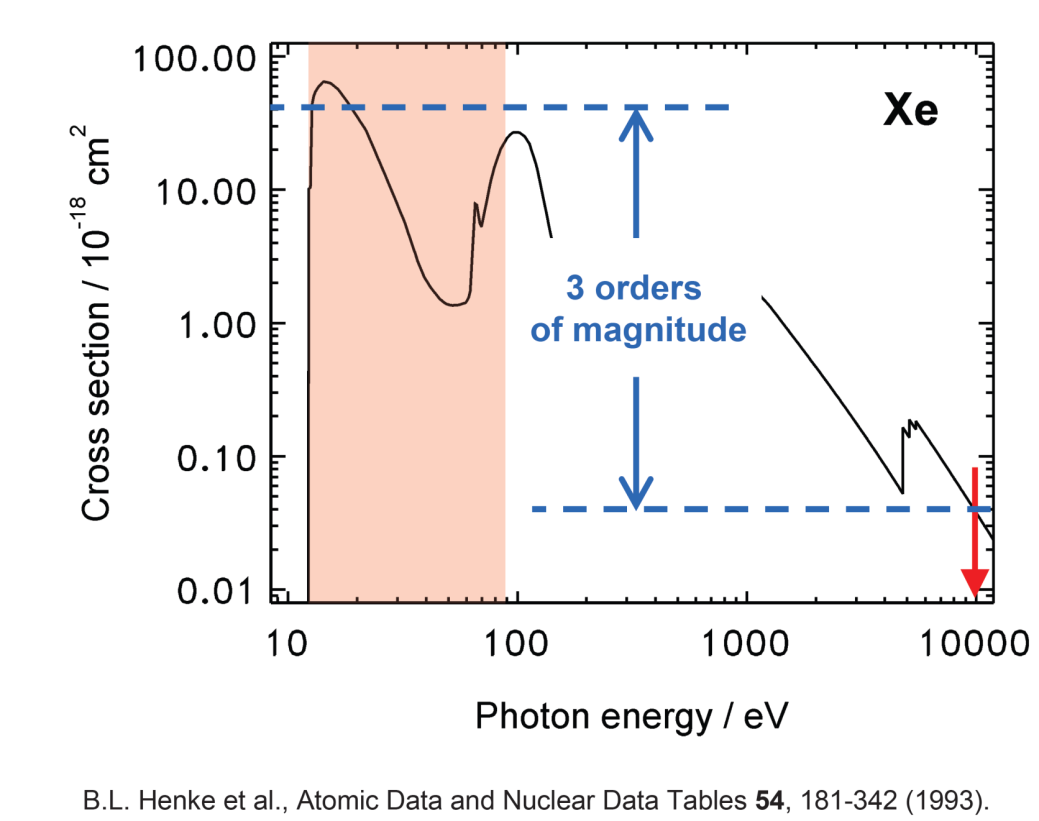 100.00
10.00
1.00
0.10
0.01
Cross section / 10⁻¹⁸ cm²
Xe
3 orders
of magnitude
10 100 1000 10000
Photon energy / eV
B.L. Henke et al., Atomic Data and Nuclear Data Tables 54, 181-342 (1993).